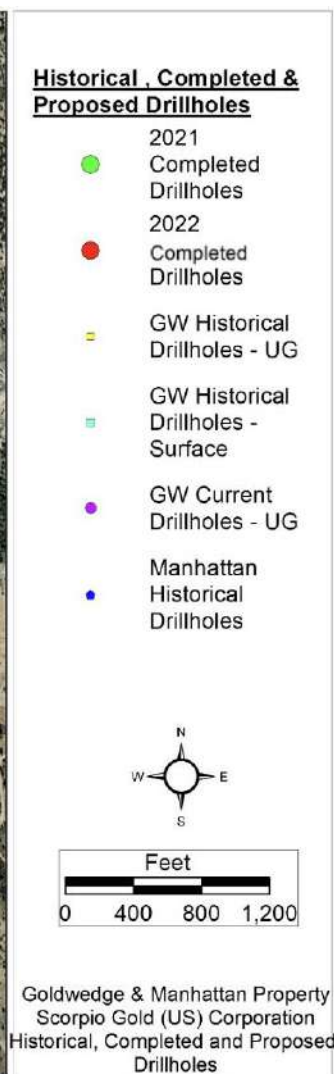 Historical , Completed &
Proposed Drillholes
2021
Completed
Drillholes
2022
Completed
Drillholes
GW Historical
Drillholes - UG
GW Historical
Drillholes -
Surface
GW Current
Drillholes - UG
Manhattan
Historical
Drillholes
N
W E
S
Feet
0 400 800 1,200
Goldwedge & Manhattan Property
Scorpio Gold (US) Corporation
Historical, Completed and Proposed
Drillholes